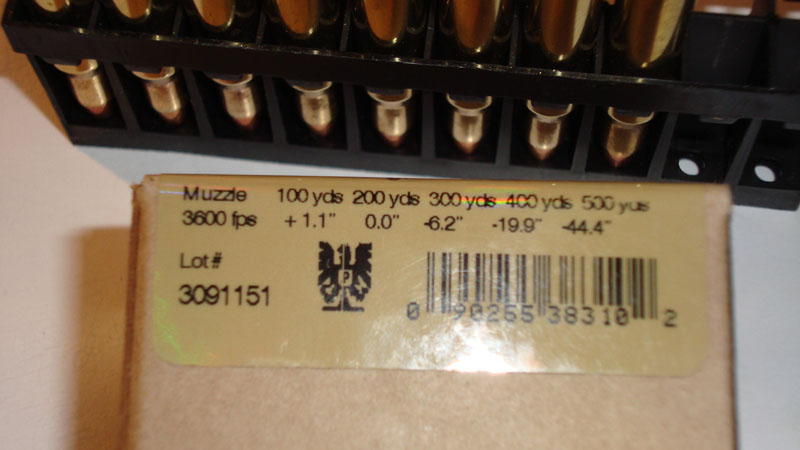 Muzzle 100 yds 200 yds 300 yds 400 yds 500 yds
3600 fps + 1.1" 0.0" -6.2" -19.9" -44.4"
Lot#
P
3091151
0 90255 38310 2